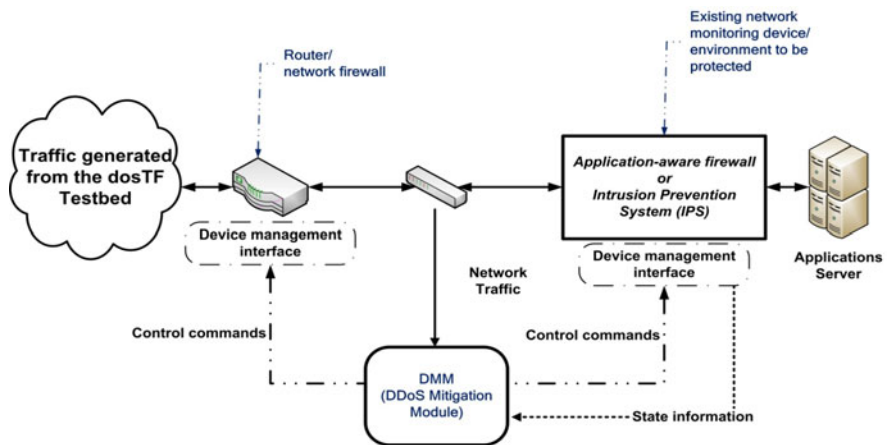 Existing network
monitoring device/
environment to be
protected
Router/
network firewall
Traffic generated
from the dosTF
Testbed
Application-aware firewall
or
Intrusion Prevention
System (IPS)
Device management
interface
Device management
interface
Applications
Server
Network
Traffic
Control commands
Control commands
DMM
(DDoS Mitigation
Module)
State information